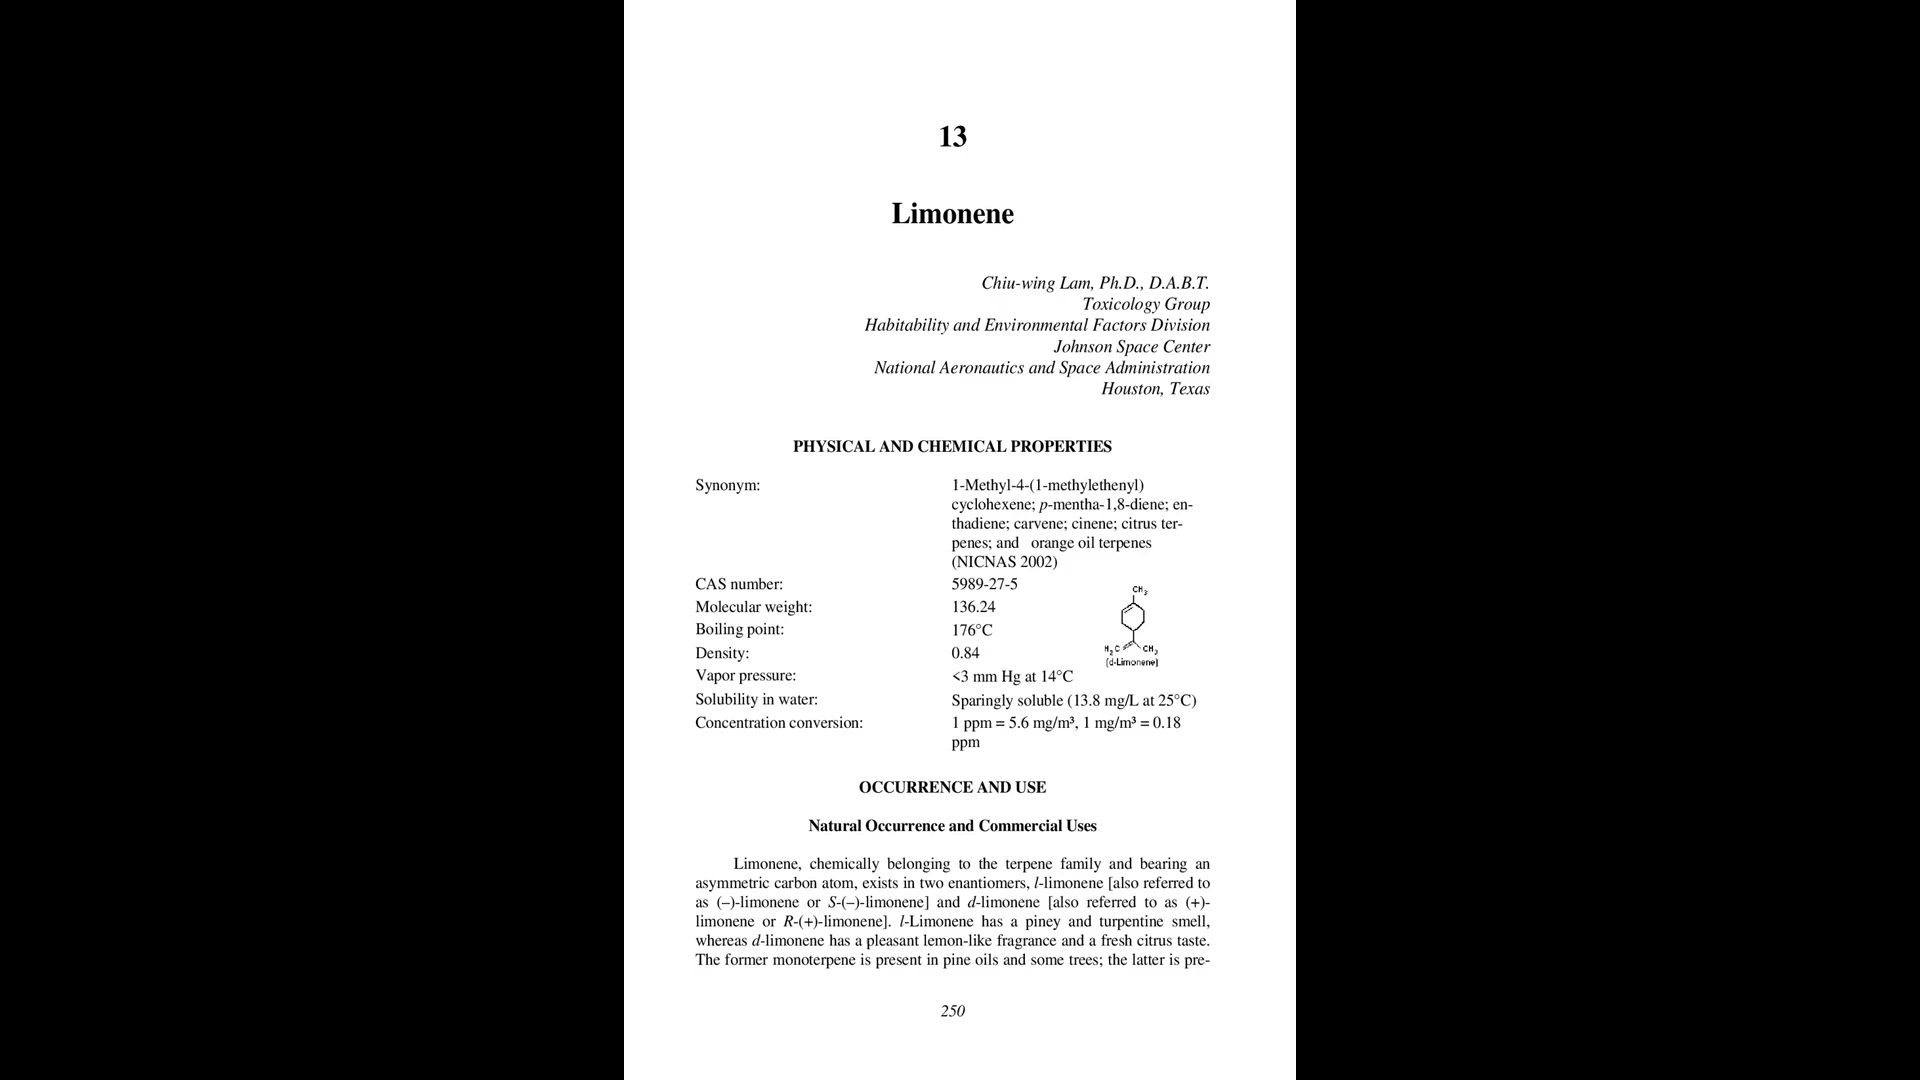 13
Limonene
Chiu-wing Lam, Ph.D., D.A.B.T.
Toxicology Group
Habitability and Environmental Factors Division
Johnson Space Center
National Aeronautics and Space Administration
Houston, Texas
PHYSICAL AND CHEMICAL PROPERTIES
Synonym: 1-Methyl-4-(1-methylethenyl)
cyclohexene; p-mentha-1,8-diene; en-
thadiene; carvene; cinene; citrus ter-
penes; and orange oil terpenes
(NICNAS 2002)
CAS number: 5989-27-5
Molecular weight: 136.24
Boiling point: 176°C
Density: 0.84
Vapor pressure: <3 mm Hg at 14°C
Solubility in water: Sparingly soluble (13.8 mg/L at 25°C)
Concentration conversion: 1 ppm = 5.6 mg/m³, 1 mg/m³ = 0.18
ppm
CH₃
H₂C CH₃
(d-Limonene)
OCCURRENCE AND USE
Natural Occurrence and Commercial Uses
Limonene, chemically belonging to the terpene family and bearing an
asymmetric carbon atom, exists in two enantiomers, l-limonene [also referred to
as (–)-limonene or S-(–)-limonene] and d-limonene [also referred to as (+)-
limonene or R-(+)-limonene]. l-Limonene has a piney and turpentine smell,
whereas d-limonene has a pleasant lemon-like fragrance and a fresh citrus taste.
The former monoterpene is present in pine oils and some trees; the latter is pre-
250